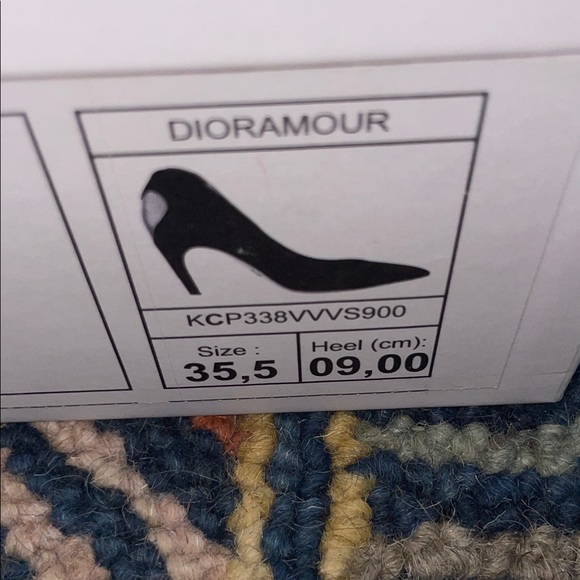 DIORAMOUR
KCP338VVVS900
Size : Heel (cm):
35,5 09,00